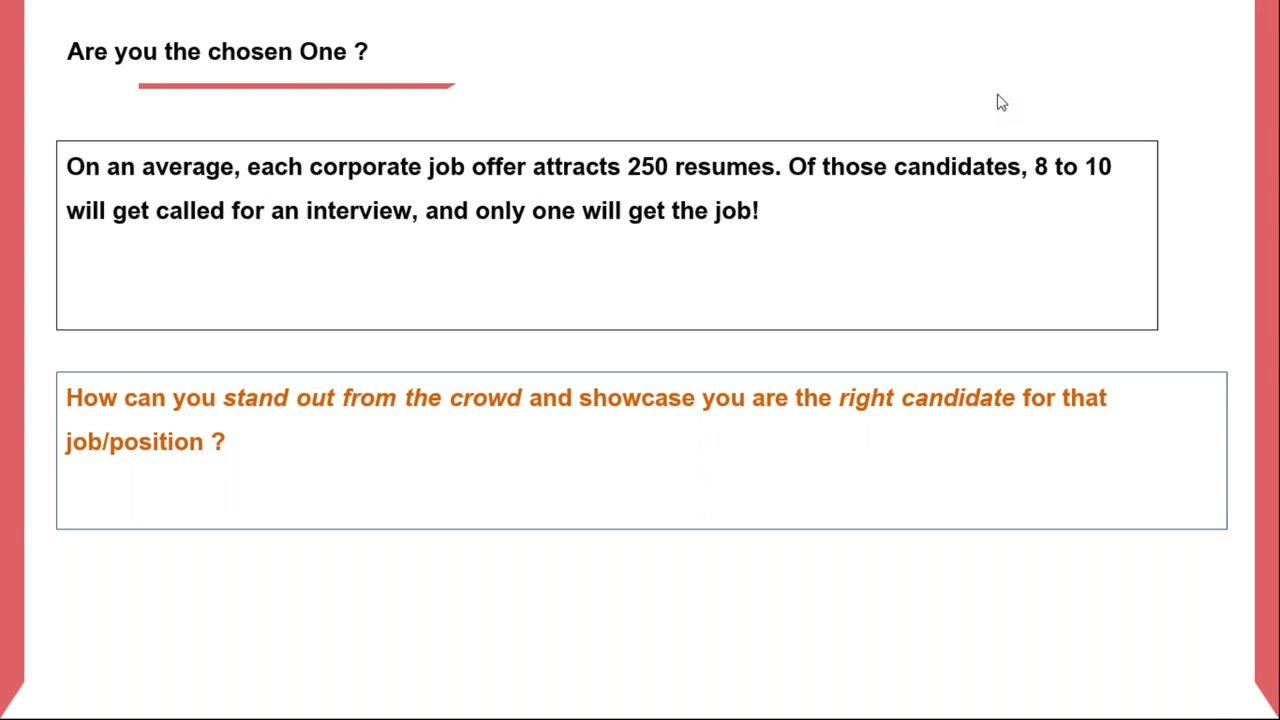 Are you the chosen One ?
On an average, each corporate job offer attracts 250 resumes. Of those candidates, 8 to 10
will get called for an interview, and only one will get the job!
How can you stand out from the crowd and showcase you are the right candidate for that
job/position ?